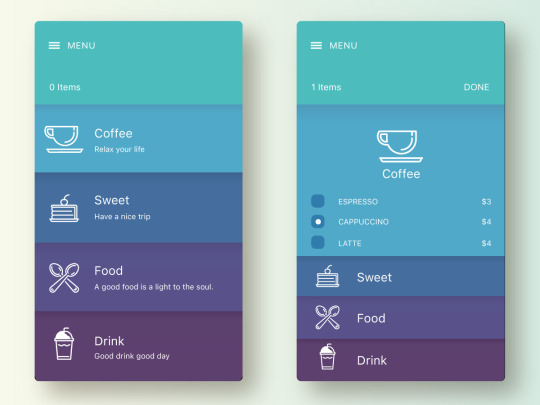 MENU
0 Items
Coffee
Relax your life
Sweet
Have a nice trip
Food
A good food is a light to the soul.
Drink
Good drink good day
MENU
1 Items DONE
Coffee
ESPRESSO $3
CAPPUCCINO $4
LATTE $4
Sweet
Food
Drink